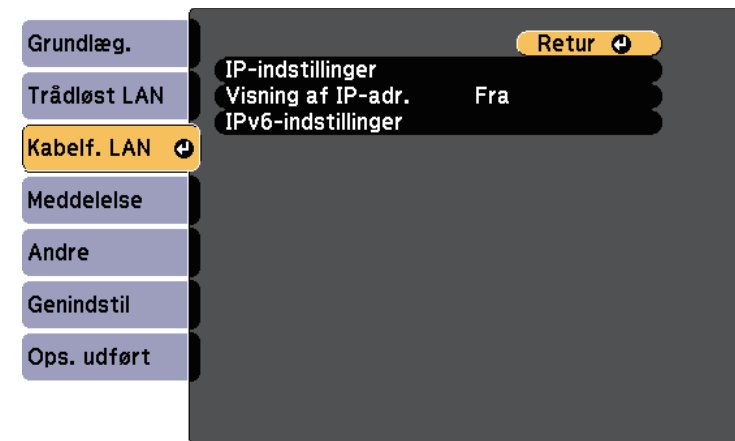 Grundlæg.
Trådløst LAN
Kabelf. LAN
Meddelelse
Andre
Genindstil
Ops. udført
Retur
IP-indstillinger
Visning af IP-adr. Fra
IPv6-indstillinger